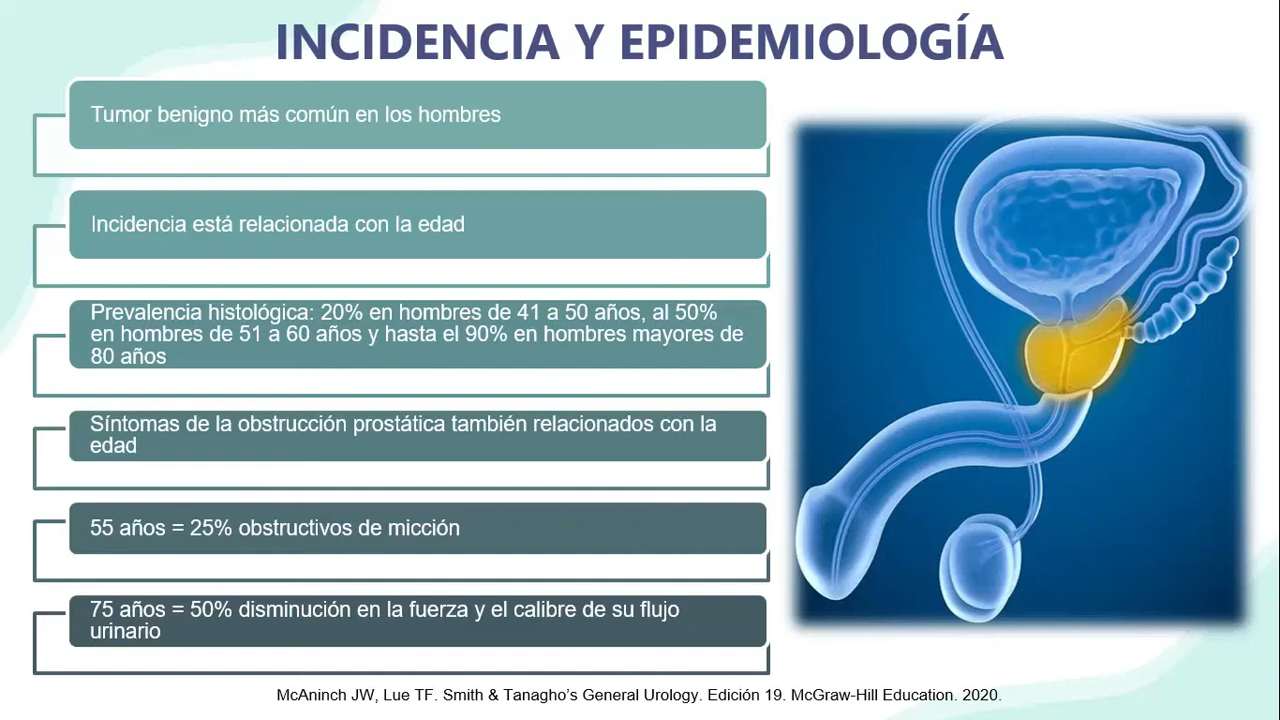 INCIDENCIA Y EPIDEMIOLOGÍA
Tumor benigno más común en los hombres
Incidencia está relacionada con la edad
Prevalencia histológica: 20% en hombres de 41 a 50 años, al 50%
en hombres de 51 a 60 años y hasta el 90% en hombres mayores de
80 años
Síntomas de la obstrucción prostática también relacionados con la
edad
55 años = 25% obstructivos de micción
75 años = 50% disminución en la fuerza y el calibre de su flujo
urinario
McAninch JW, Lue TF. Smith & Tanagho’s General Urology. Edición 19. McGraw-Hill Education. 2020.